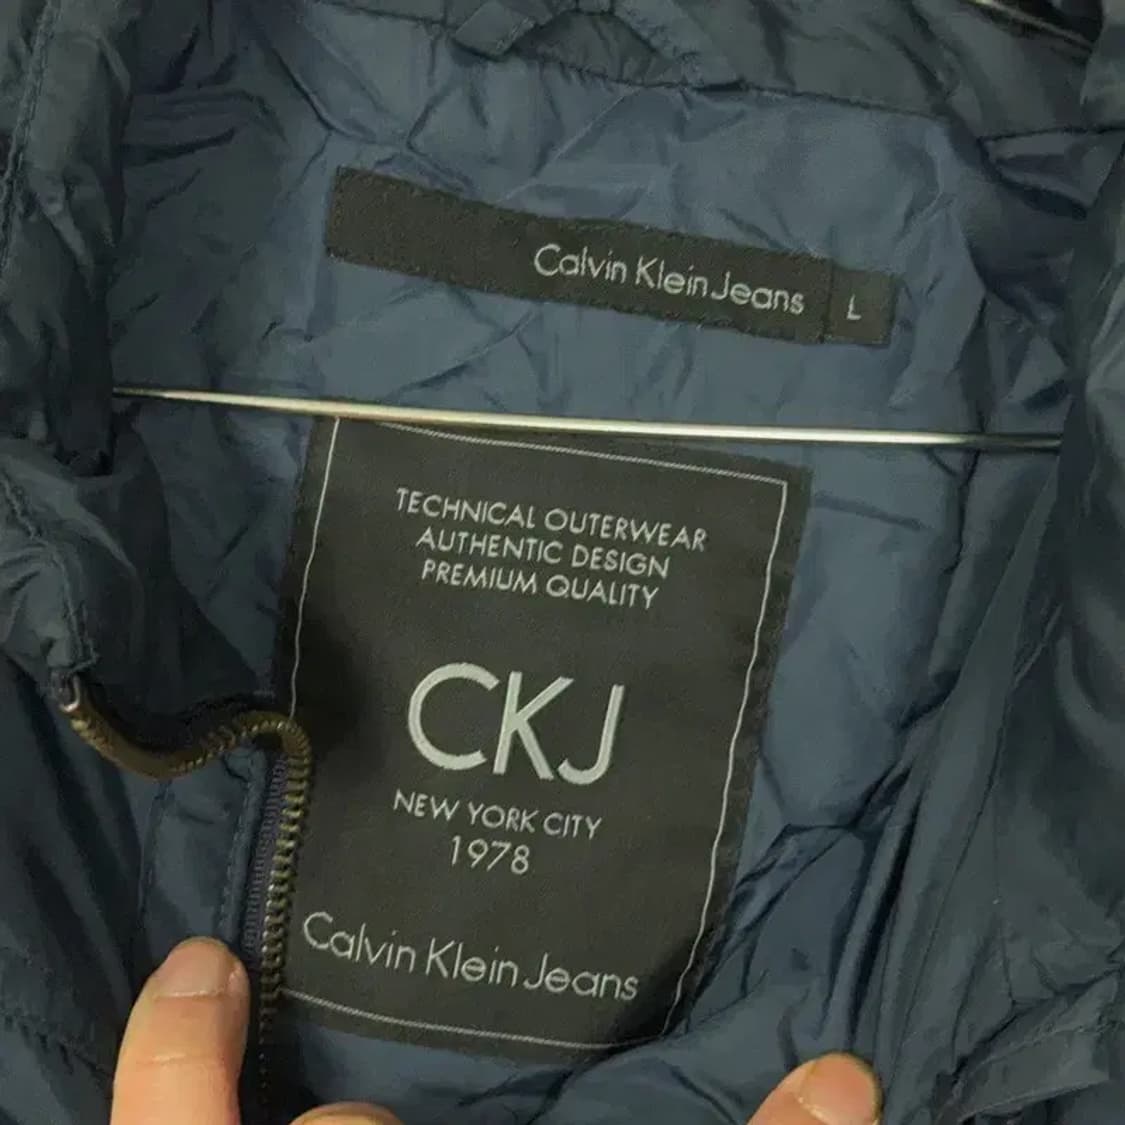 Calvin Klein Jeans L
TECHNICAL OUTERWEAR
AUTHENTIC DESIGN
PREMIUM QUALITY
CKJ
NEW YORK CITY
1978
Calvin Klein Jeans